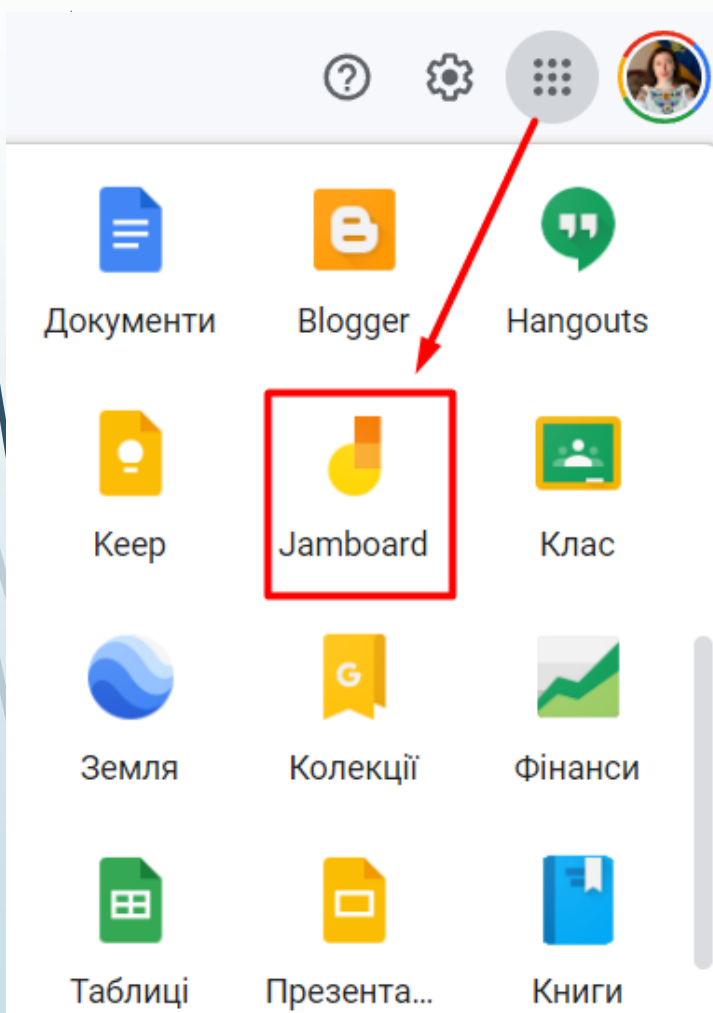 Документи Blogger Hangouts
Keep Jamboard Клас
Земля Колекції Фінанси
Таблиці Презента... Книги